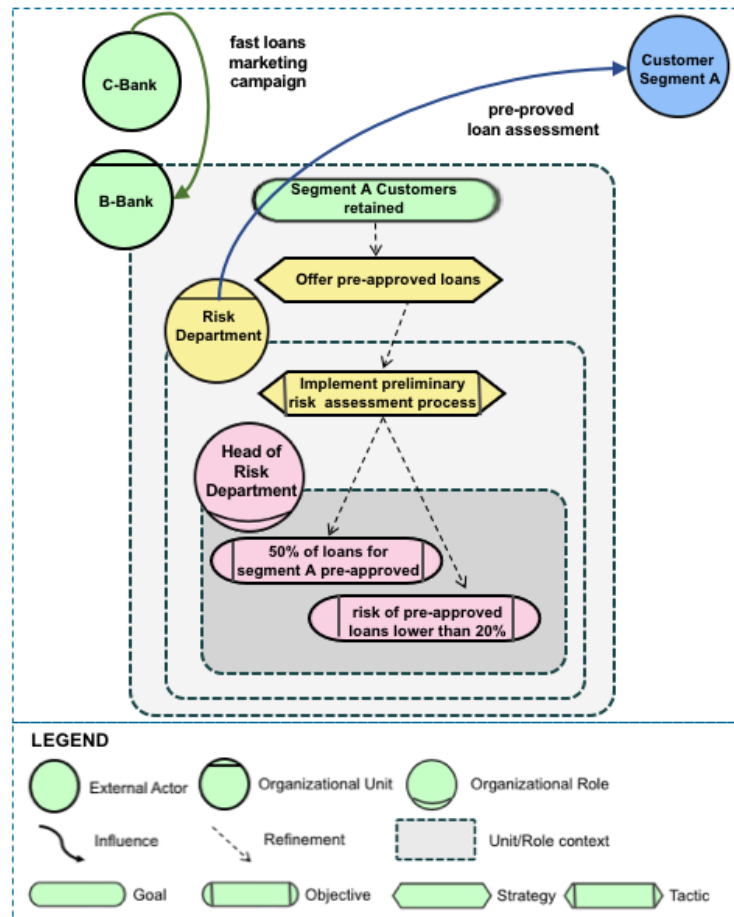 fast loans
marketing
campaign
C-Bank
Customer
Segment A
pre-proved
loan assessment
B-Bank
Segment A Customers
retained
Offer pre-approved loans
Risk
Department
Implement preliminary
risk assessment process
Head of
Risk
Department
50% of loans for
segment A pre-approved
risk of pre-approved
loans lower than 20%
LEGEND
External Actor
Organizational Unit
Organizational Role
Influence
Refinement
Unit/Role context
Goal
Objective
Strategy
Tactic